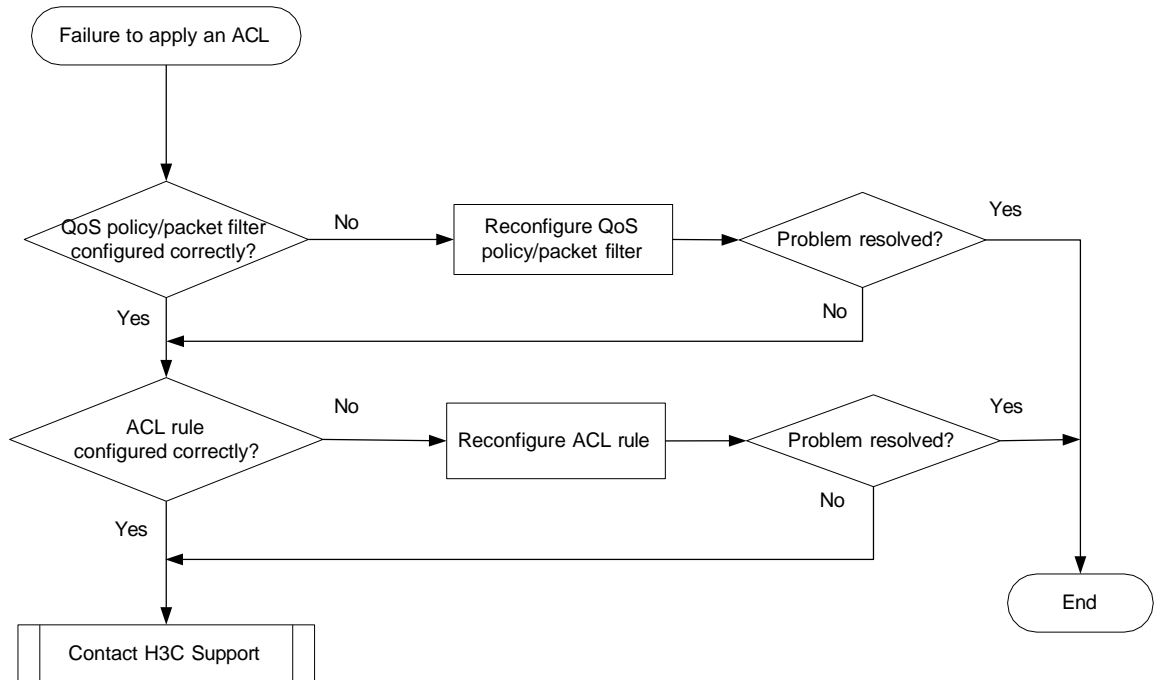 Failure to apply an ACL
QoS policy/packet filter
configured correctly?
No
Reconfigure QoS
policy/packet filter
Problem resolved?
Yes
No
Yes
ACL rule
configured correctly?
No
Reconfigure ACL rule
Problem resolved?
Yes
No
Yes
End
Contact H3C Support